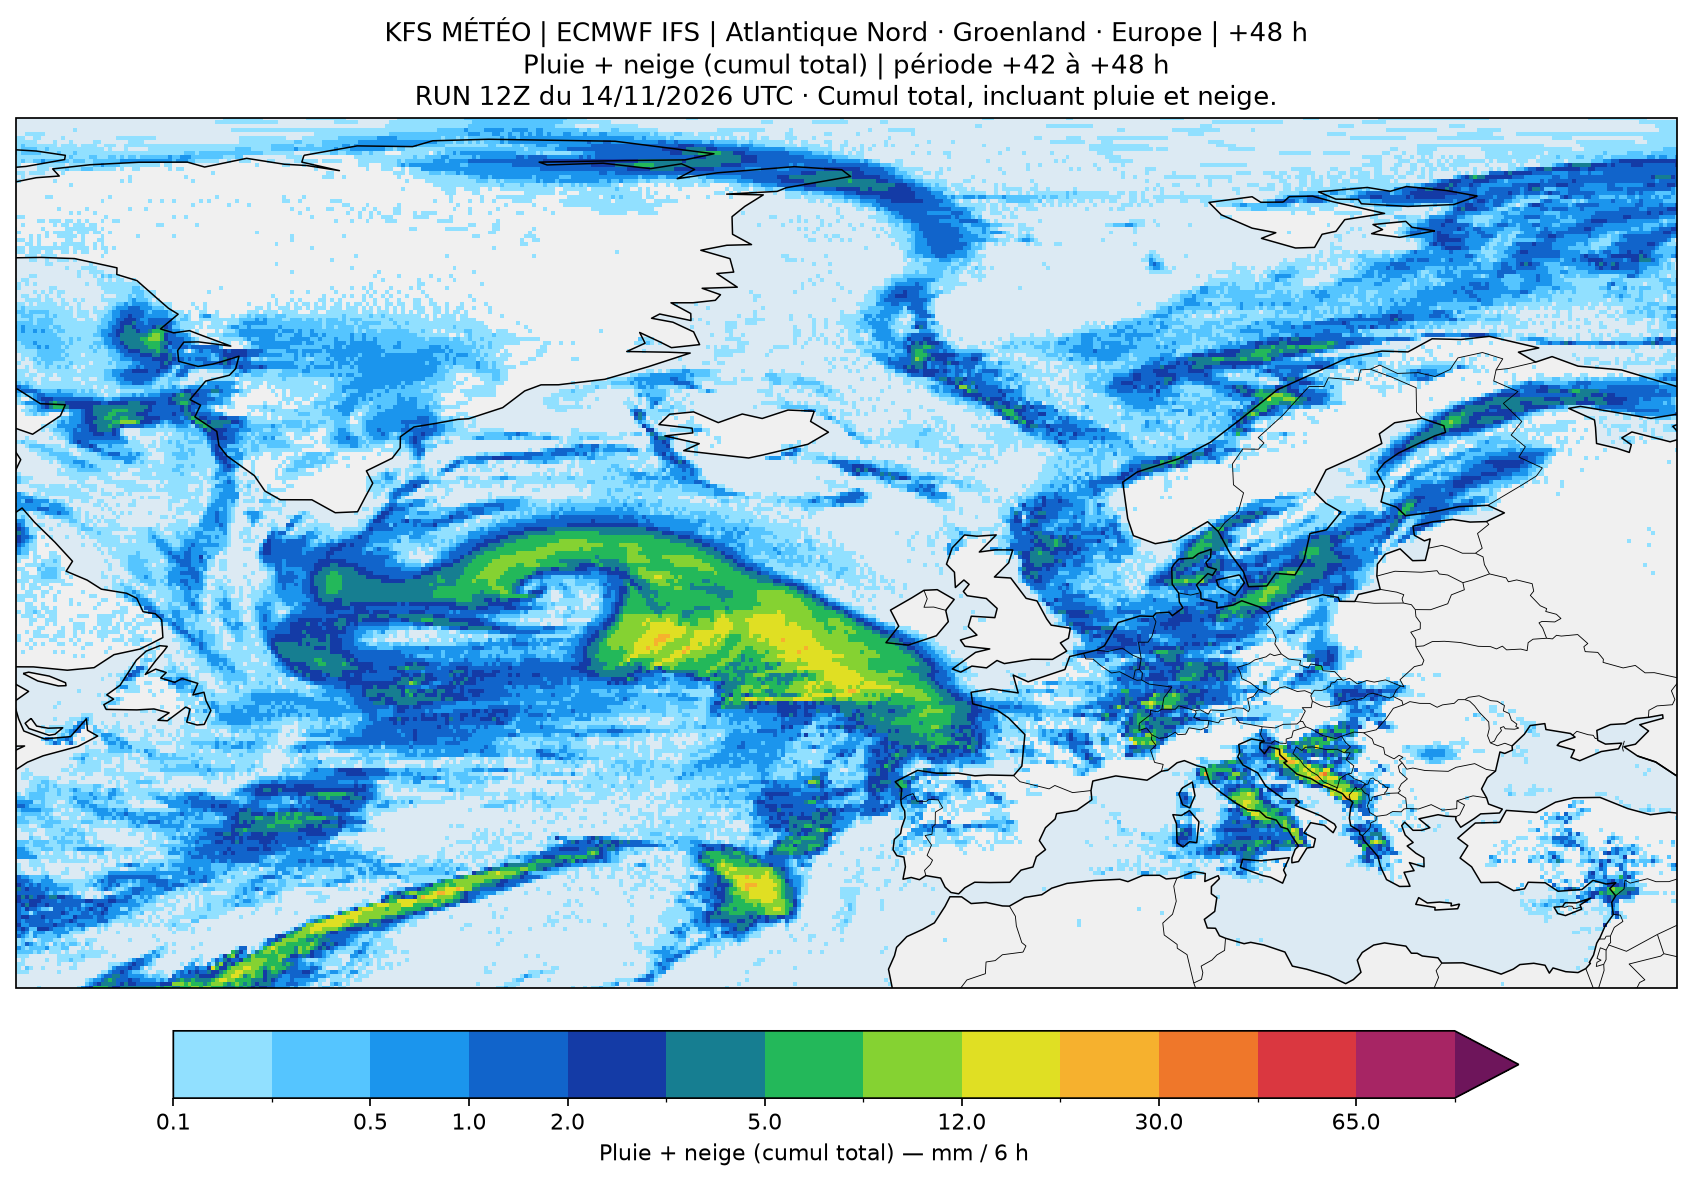 KFS MÉTÉO | ECMWF IFS | Atlantique Nord · Groenland · Europe | +48 h
Pluie + neige (cumul total) | période +42 à +48 h
RUN 12Z du 14/11/2026 UTC · Cumul total, incluant pluie et neige.
0.1 0.5 1.0 2.0 5.0 12.0 30.0 65.0
Pluie + neige (cumul total) — mm / 6 h